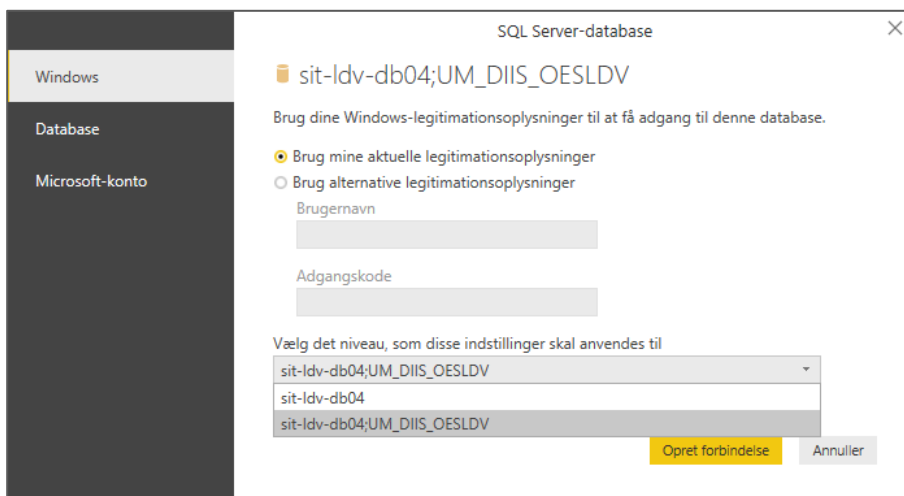 SQL Server-database
Windows
Database
Microsoft-konto
sit-ldv-db04;UM_DIIS_OESLDV
Brug dine Windows-legitimationsoplysninger til at få adgang til denne database.
Brug mine aktuelle legitimationsoplysninger
Brug alternative legitimationsoplysninger
Brugernavn
Adgangskode
Vælg det niveau, som disse indstillinger skal anvendes til
sit-ldv-db04;UM_DIIS_OESLDV
sit-ldv-db04
sit-ldv-db04;UM_DIIS_OESLDV
Opret forbindelse
Annuller